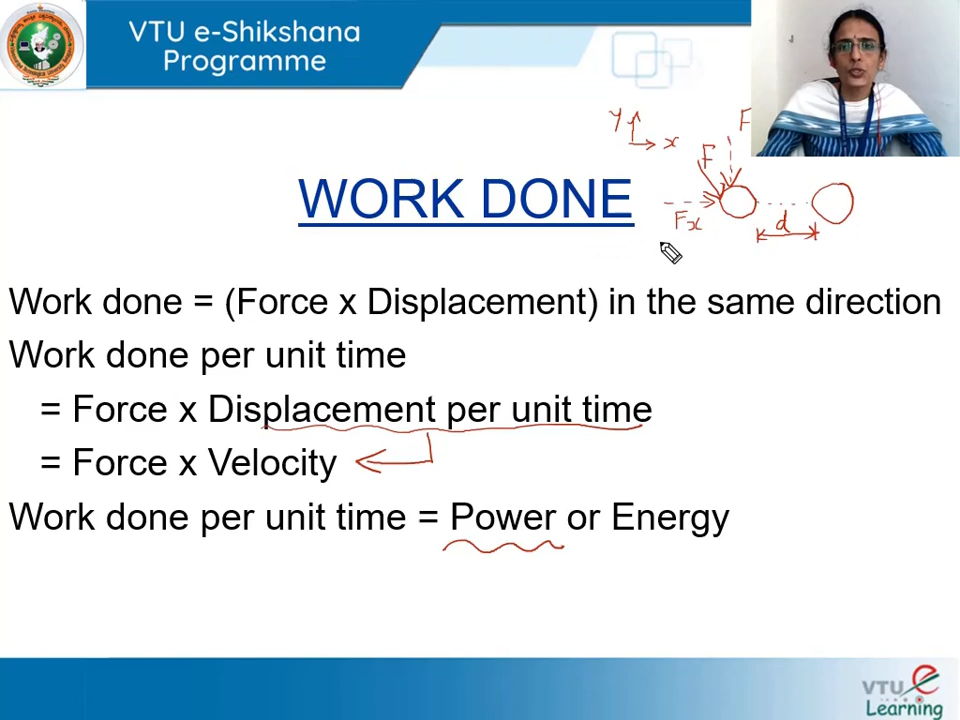 VTU e-Shikshana
Programme
y
x
F
F
WORK DONE
Fx
d
Work done = (Force x Displacement) in the same direction
Work done per unit time
= Force x Displacement per unit time
= Force x Velocity
Work done per unit time = Power or Energy
VTU e
Learning